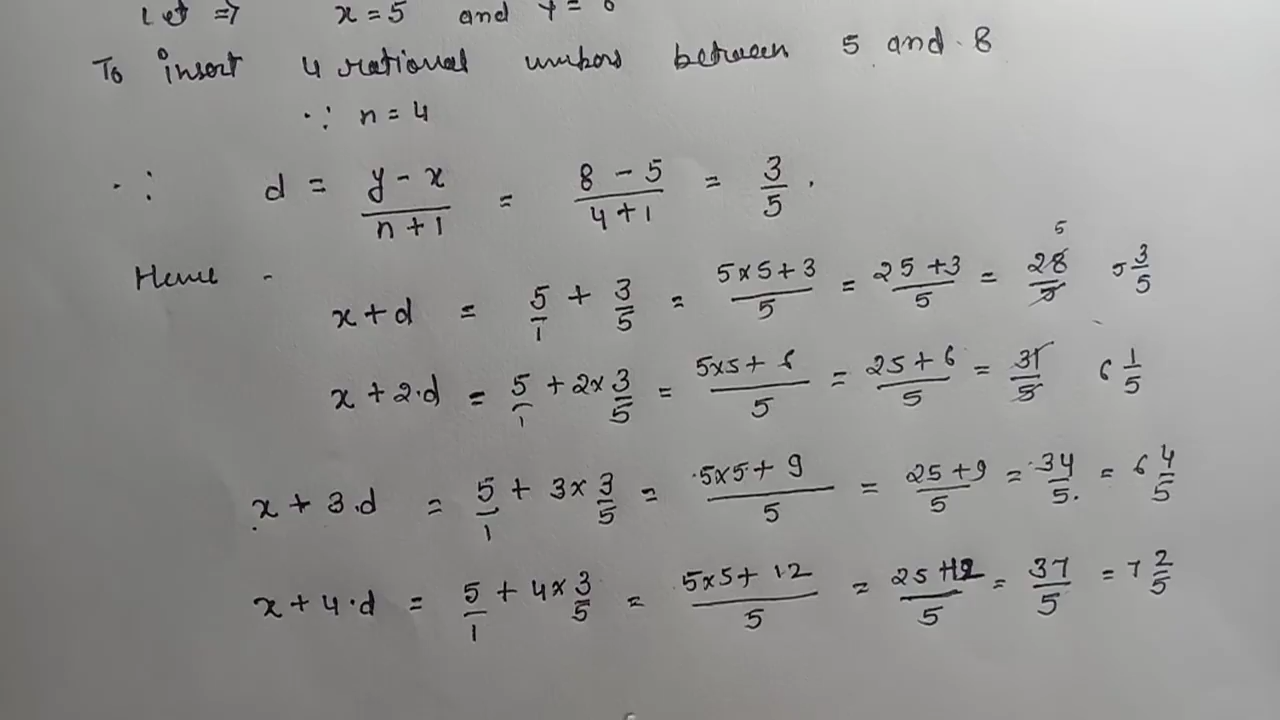 Let ⇒ x = 5 and y = 8
To insert 4 rational numbers between 5 and 8
∵ n = 4
∴ d = (y - x)/(n + 1) = (8 - 5)/(4 + 1) = 3/5 .
Hence - x + d = 5/1 + 3/5 = (5×5+3)/5 = (25+3)/5 = 28/5 5 5 3/5
x + 2.d = 5/1 + 2×3/5 = (5×5+6)/5 = (25+6)/5 = 31/5 6 1/5
x + 3.d = 5/1 + 3×3/5 = (5×5+9)/5 = (25+9)/5 = 34/5 = 6 4/5
x + 4.d = 5/1 + 4×3/5 = (5×5+12)/5 = (25+12)/5 = 37/5 = 7 2/5